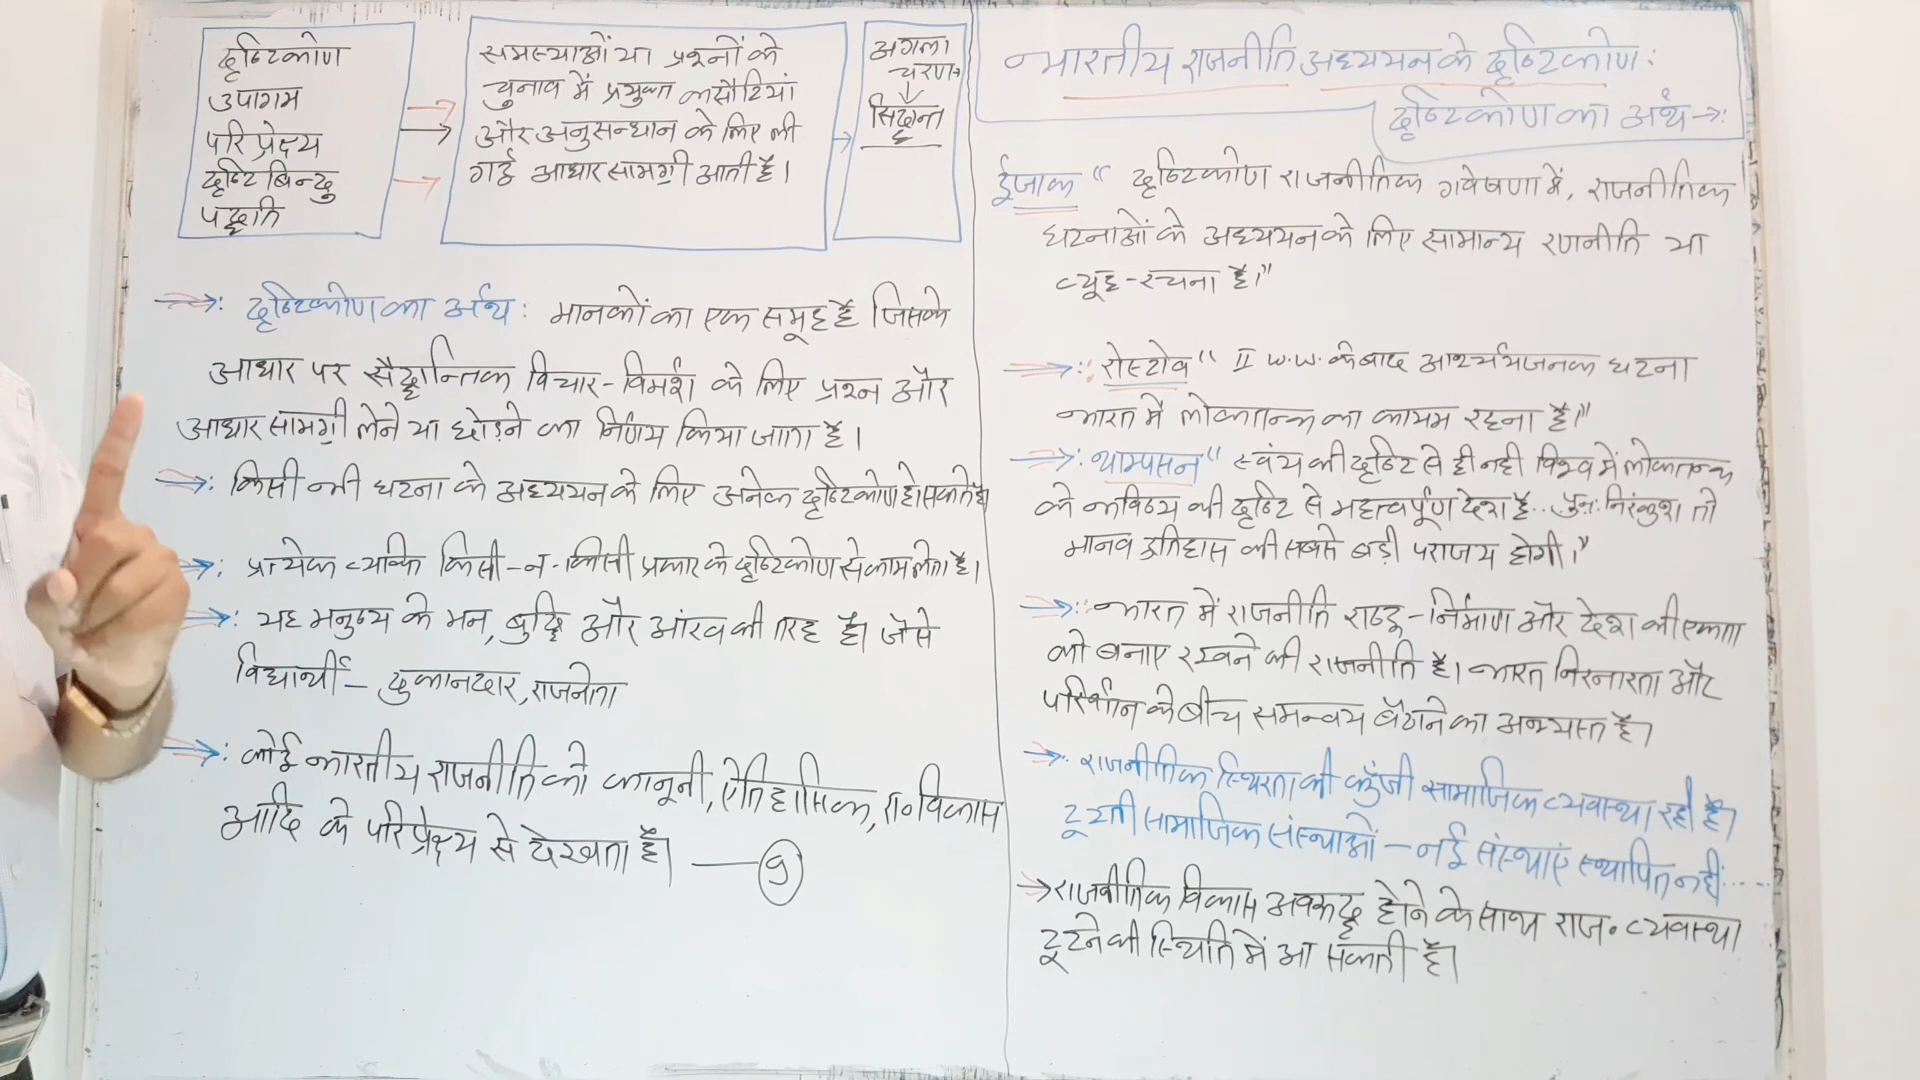 दृष्टिकोण
उपागम
परिप्रेक्ष्य
दृष्टि बिन्दु
पद्धति
समस्याओं या प्रश्नों के
चुनाव में प्रयुक्त कसौटियां
और अनुसन्धान के लिए ली
गई आधार सामग्री आती है।
अगला
चरण→
सिद्धान्त
→: दृष्टिकोण का अर्थ: मानकों का एक समूह है जिसके
आधार पर सैद्धान्तिक विचार-विमर्श के लिए प्रश्न और
आधार सामग्री लेने या छोड़ने का निर्णय किया जाता है।
→: किसी भी घटना के अध्ययन के लिए अनेक दृष्टिकोण हो सकते है।
→: प्रत्येक व्यक्ति किसी-न-किसी प्रकार के दृष्टिकोण से काम लेता है।
→: यह मनुष्य के मन, बुद्धि और आंख की तरह है। जैसे
विद्यार्थी - दुकानदार, राजनेता
→: कोई भारतीय राजनीति को कानूनी, ऐतिहासिक, रा॰ विकास
आदि के परिप्रेक्ष्य से देखता है। — ९
भारतीय राजनीति अध्ययन के दृष्टिकोण:
दृष्टिकोण का अर्थ→:
ईजाक “ दृष्टिकोण राजनीतिक गवेषणा में, राजनीतिक
घटनाओं के अध्ययन के लिए सामान्य रणनीति या
व्यूह-रचना है।”
→: रोस्टोव “ II w.w. के बाद आश्चर्यजनक घटना
भारत में लोकतन्त्र का कायम रहना है।”
→: थाम्पसन “ स्वंय की दृष्टि से ही नही विश्व में लोकतन्त्र
के भविष्य की दृष्टि से महत्वपूर्ण देश है.. पुनः निरंकुश तो
मानव इतिहास की सबसे बड़ी पराजय होगी।”
→: भारत में राजनीति राष्ट्र-निर्माण और देश की एकता
को बनाए रखने की राजनीति है। भारत निरन्तरता और
परिवर्तन के बीच समन्वय बैठाने का अभ्यस्त है।
→: राजनीतिक स्थिरता की कुँजी सामाजिक व्यवस्था रही है।
टूटती सामाजिक संस्थाओं - नई संस्थाएं स्थापित नहीं.....
→ राजनीतिक विकास अवरूद्ध होने के साथ राज॰ व्यवस्था
टूटने की स्थिति में आ सकती है।